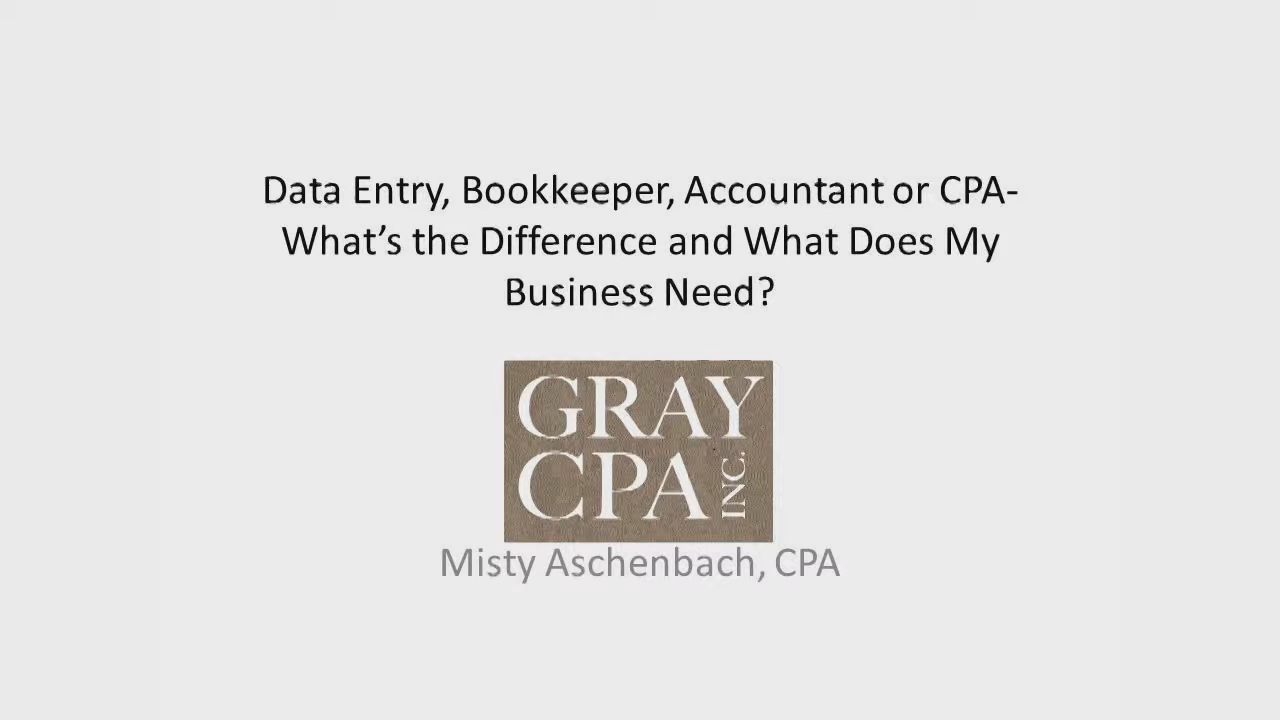 Data Entry, Bookkeeper, Accountant or CPA-
What’s the Difference and What Does My
Business Need?
GRAY
CPA INC.
Misty Aschenbach, CPA